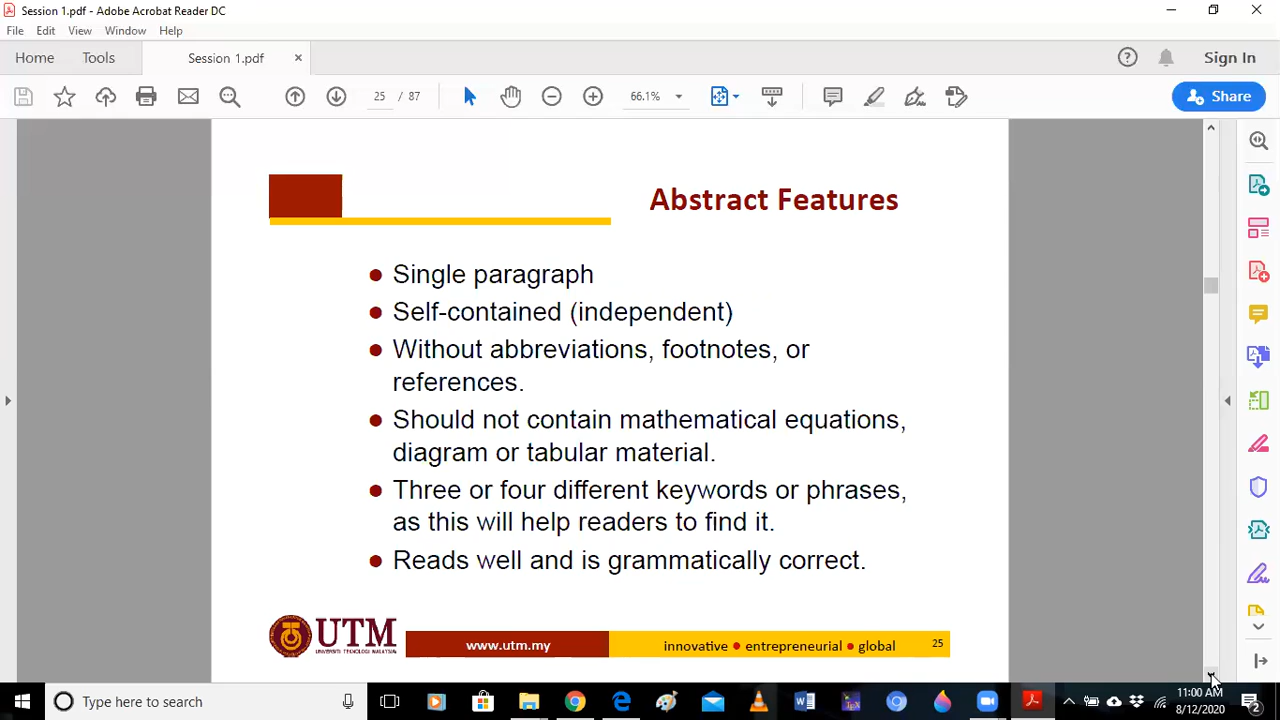 Session 1.pdf - Adobe Acrobat Reader DC
File Edit View Window Help
Home Tools Session 1.pdf Sign In
25 / 87 66.1% Share
Abstract Features
Single paragraph
Self-contained (independent)
Without abbreviations, footnotes, or
references.
Should not contain mathematical equations,
diagram or tabular material.
Three or four different keywords or phrases,
as this will help readers to find it.
Reads well and is grammatically correct.
UTM
UNIVERSITI TEKNOLOGI MALAYSIA
www.utm.my
innovative ● entrepreneurial ● global
25
Type here to search
11:00 AM
8/12/2020
2